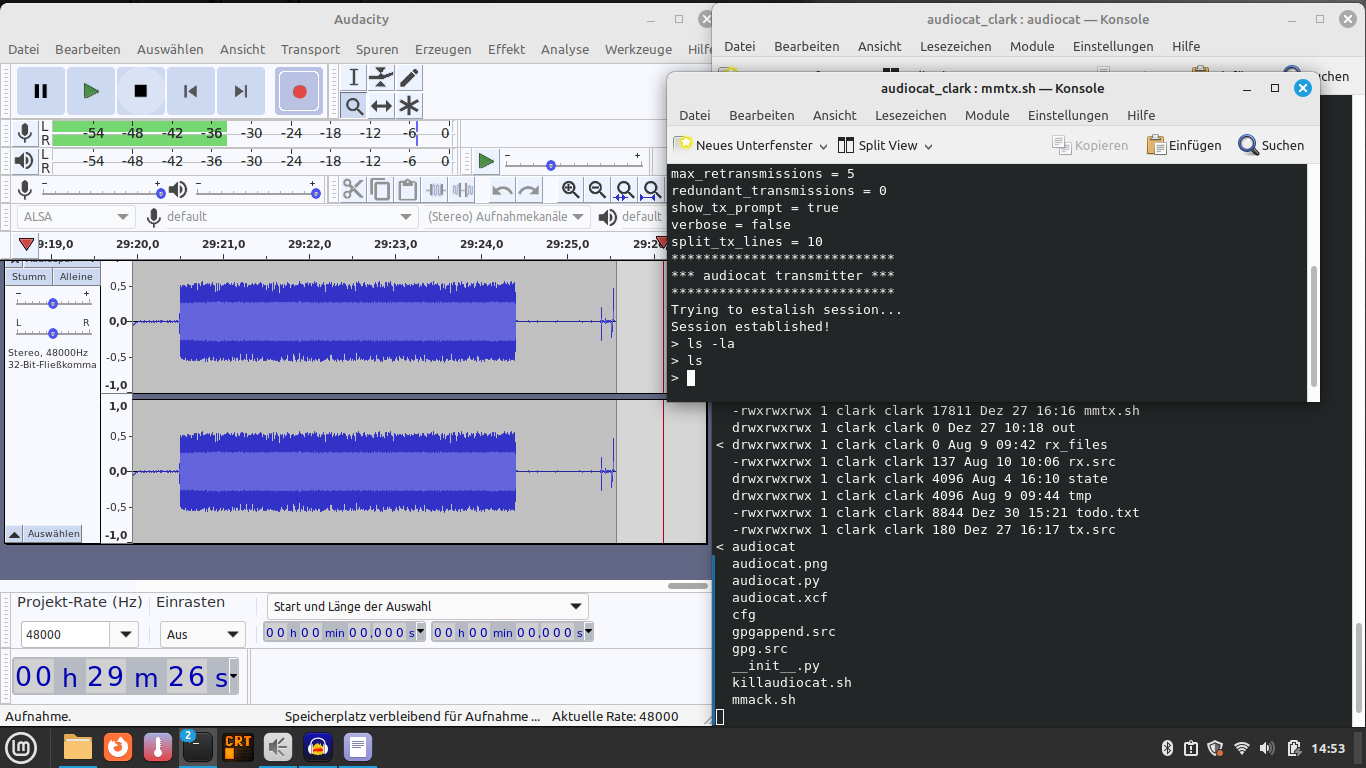 Audacity
Datei Bearbeiten Auswählen Ansicht Transport Spuren Erzeugen Effekt Analyse Werkzeuge Hilfe
L
R
-54 -48 -42 -36 -30 -24 -18 -12 -6 0
L
R
-54 -48 -42 -36 -30 -24 -18 -12 -6 0
ALSA default (Stereo) Aufnahmekanäle default
29:19,0 29:20,0 29:21,0 29:22,0 29:23,0 29:24,0 29:25,0
Stumm Alleine
L R
Stereo, 48000Hz
32-Bit-Fließkomma
0,5
0,0
-0,5
-1,0
1,0
0,5
0,0
-0,5
-1,0
Auswählen
Projekt-Rate (Hz) Einrasten Start und Länge der Auswahl
48000 Aus 00 h 00 min 00,000 s 00 h 00 min 00,000 s
00 h 29 m 26 s
Aufnahme. Speicherplatz verbleibend für Aufnahme ... Aktuelle Rate: 48000
audiocat_clark : audiocat — Konsole
Datei Bearbeiten Ansicht Lesezeichen Module Einstellungen Hilfe
audiocat_clark : mmtx.sh — Konsole
Datei Bearbeiten Ansicht Lesezeichen Module Einstellungen Hilfe
Neues Unterfenster Split View Kopieren Einfügen Suchen
max_retransmissions = 5
redundant_transmissions = 0
show_tx_prompt = true
verbose = false
split_tx_lines = 10
****************************
*** audiocat transmitter ***
****************************
Trying to estalish session...
Session established!
> ls -la
> ls
>
-rwxrwxrwx 1 clark clark 17811 Dez 27 16:16 mmtx.sh
drwxrwxrwx 1 clark clark 0 Dez 27 10:18 out
< drwxrwxrwx 1 clark clark 0 Aug 9 09:42 rx_files
-rwxrwxrwx 1 clark clark 137 Aug 10 10:06 rx.src
drwxrwxrwx 1 clark clark 4096 Aug 4 16:10 state
drwxrwxrwx 1 clark clark 4096 Aug 9 09:44 tmp
-rwxrwxrwx 1 clark clark 8844 Dez 30 15:21 todo.txt
-rwxrwxrwx 1 clark clark 180 Dez 27 16:17 tx.src
< audiocat
audiocat.png
audiocat.py
audiocat.xcf
cfg
gpgappend.src
gpg.src
__init__.py
killaudiocat.sh
mmack.sh
2
CRT
14:53